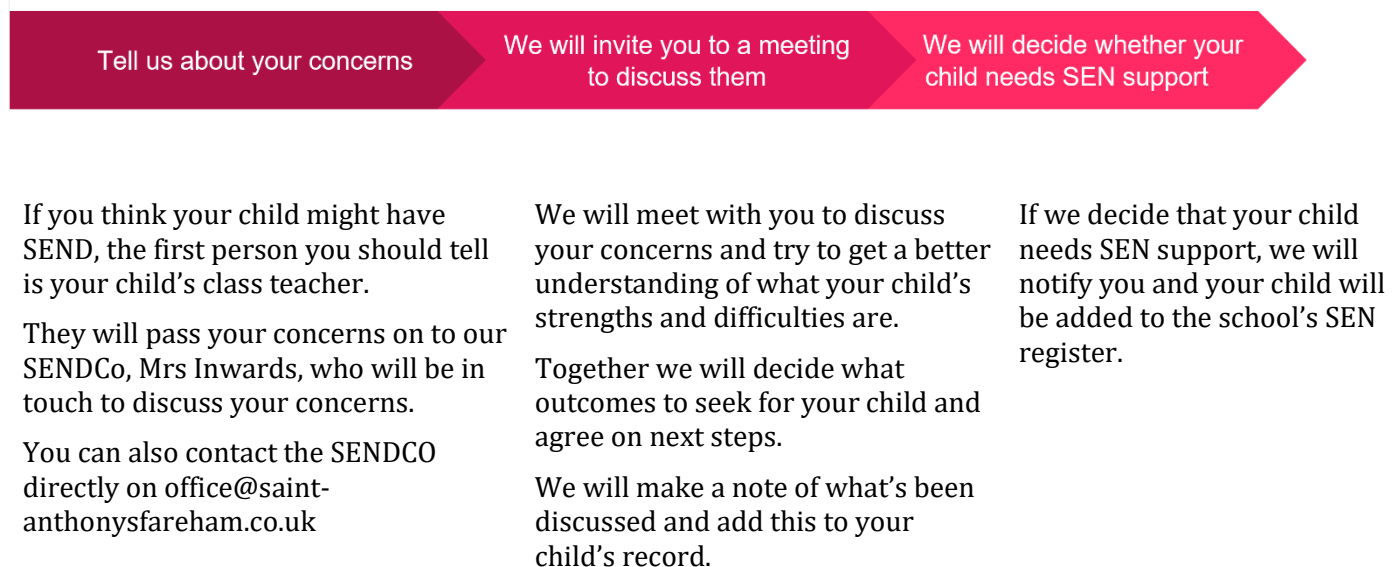 Tell us about your concerns
We will invite you to a meeting
to discuss them
We will decide whether your
child needs SEN support
If you think your child might have
SEND, the first person you should tell
is your child’s class teacher.
They will pass your concerns on to our
SENDCo, Mrs Inwards, who will be in
touch to discuss your concerns.
You can also contact the SENDCO
directly on office@saint-
anthonysfareham.co.uk
We will meet with you to discuss
your concerns and try to get a better
understanding of what your child’s
strengths and difficulties are.
Together we will decide what
outcomes to seek for your child and
agree on next steps.
We will make a note of what’s been
discussed and add this to your
child’s record.
If we decide that your child
needs SEN support, we will
notify you and your child will
be added to the school’s SEN
register.